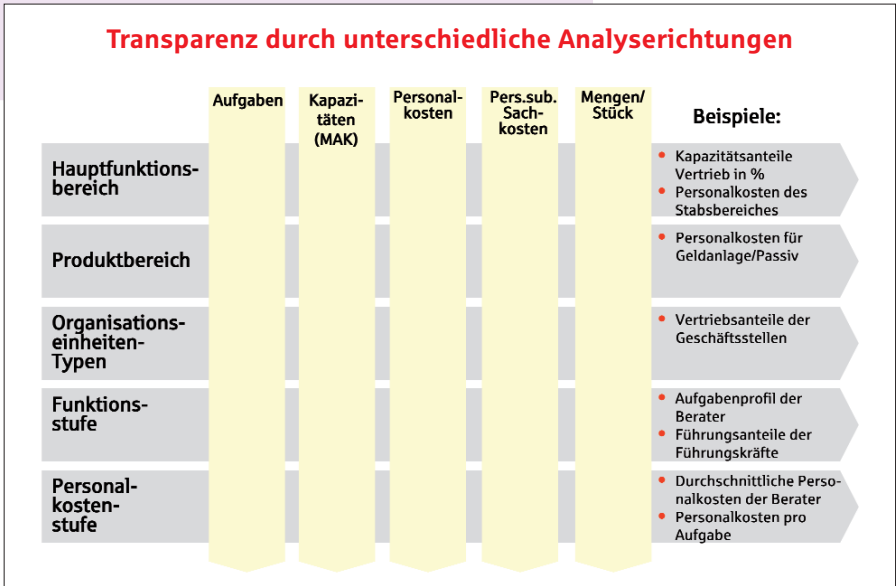 Transparenz durch unterschiedliche Analyserichtungen
Aufgaben
Kapazi-
täten
(MAK)
Personal-
kosten
Pers.sub.
Sach-
kosten
Mengen/
Stück
Beispiele:
Hauptfunktions-
bereich
• Kapazitätsanteile
Vertrieb in %
• Personalkosten des
Stabsbereiches
Produktbereich
• Personalkosten für
Geldanlage/Passiv
Organisations-
einheiten-
Typen
• Vertriebsanteile der
Geschäftsstellen
Funktions-
stufe
• Aufgabenprofil der
Berater
• Führungsanteile der
Führungskräfte
Personal-
kosten-
stufe
• Durchschnittliche Perso-
nalkosten der Berater
• Personalkosten pro
Aufgabe